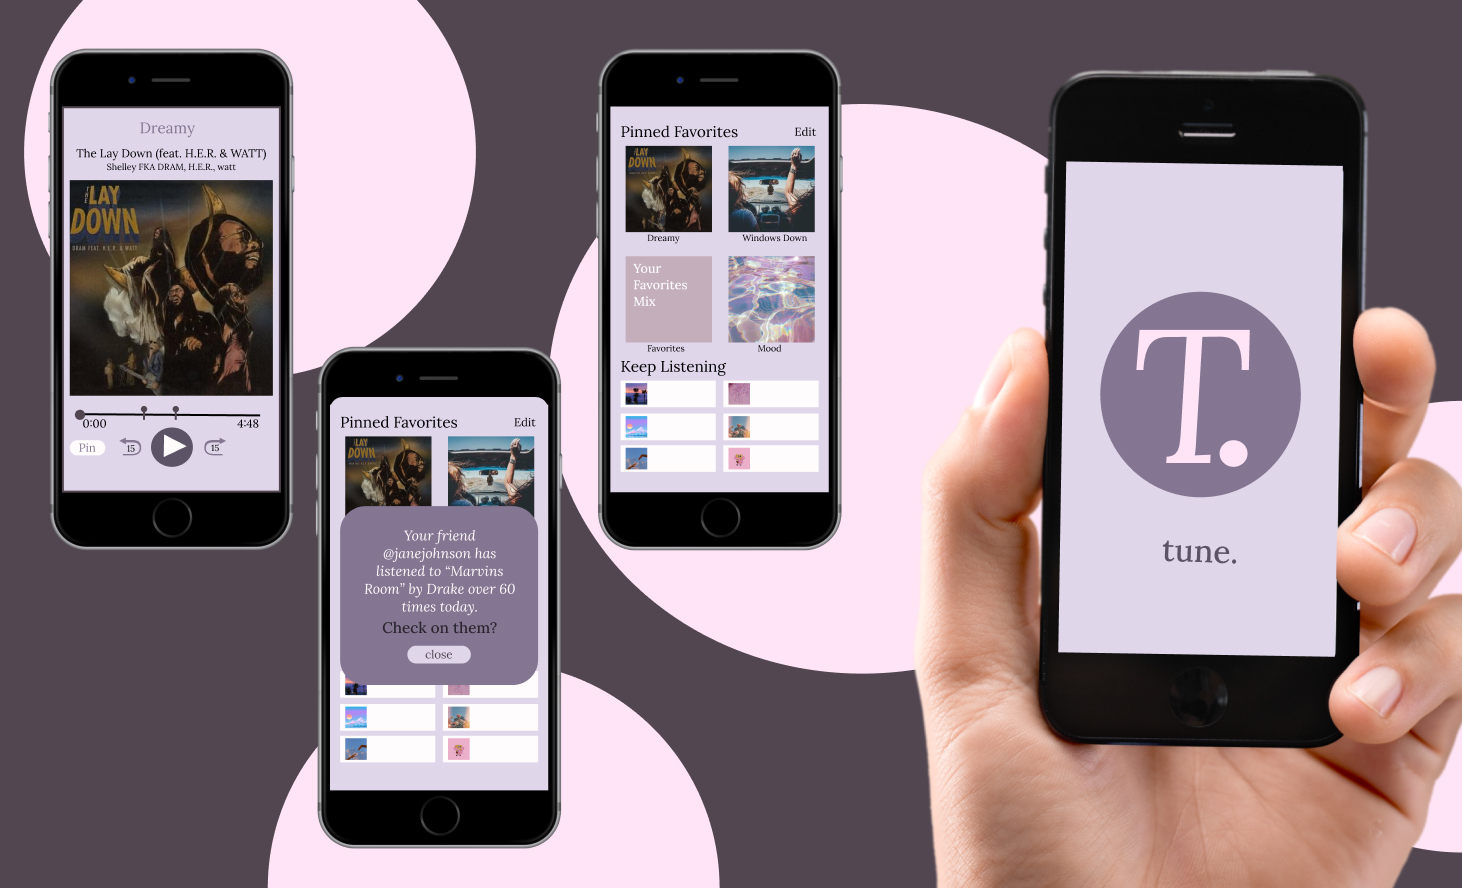 Dreamy
The Lay Down (feat. H.E.R. & WATT)
Shelley FKA DRAM, H.E.R., watt
THE LAY
DOWN
DRAM FEAT. H.E.R. & WATT
0:00
4:48
Pin
15
15
Pinned Favorites
Edit
LAY
DOWN
Your friend
@janejohnson has
listened to “Marvins
Room” by Drake over 60
times today.
Check on them?
close
Pinned Favorites
Edit
LAY
DOWN
Dreamy
Windows Down
Your
Favorites
Mix
Favorites
Mood
Keep Listening
T.
tune.